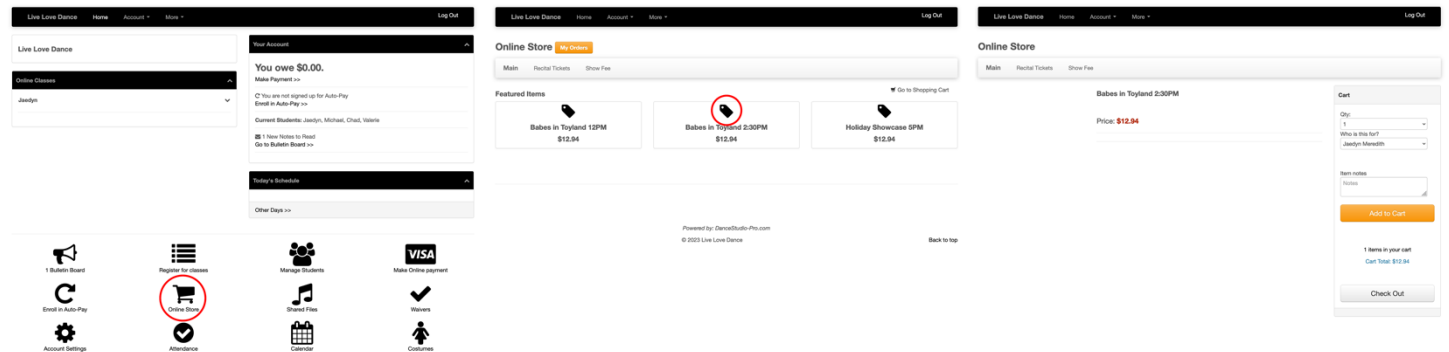 Live Love Dance Home Account More Log Out
Live Love Dance
Online Classes
Jaedyn
Your Account
You owe $0.00.
Make Payment >>
You are not signed up for Auto-Pay
Enroll in Auto-Pay >>
Current Students: Jaedyn, Michael, Chad, Valerie
1 New Notes to Read
Go to Bulletin Board >>
Today's Schedule
Other Days >>
1 Bulletin Board Register for classes Manage Students Make Online payment
VISA
Enroll in Auto-Pay Online Store Shared Files Waivers
Account Settings Attendance Calendar Costumes
Live Love Dance Home Account More Log Out
Online Store My Orders
Main Recital Tickets Show Fee
Featured Items Go to Shopping Cart
Babes in Toyland 12PM Babes in Toyland 2:30PM Holiday Showcase 5PM
$12.94 $12.94 $12.94
Powered by: DanceStudio-Pro.com
© 2023 Live Love Dance Back to top
Live Love Dance Home Account More Log Out
Online Store
Main Recital Tickets Show Fee
Babes in Toyland 2:30PM
Price: $12.94
Cart
Qty:
1
Who is this for?
Jaedyn Meredith
Item notes
Notes
Add to Cart
1 items in your cart
Cart Total: $12.94
Check Out